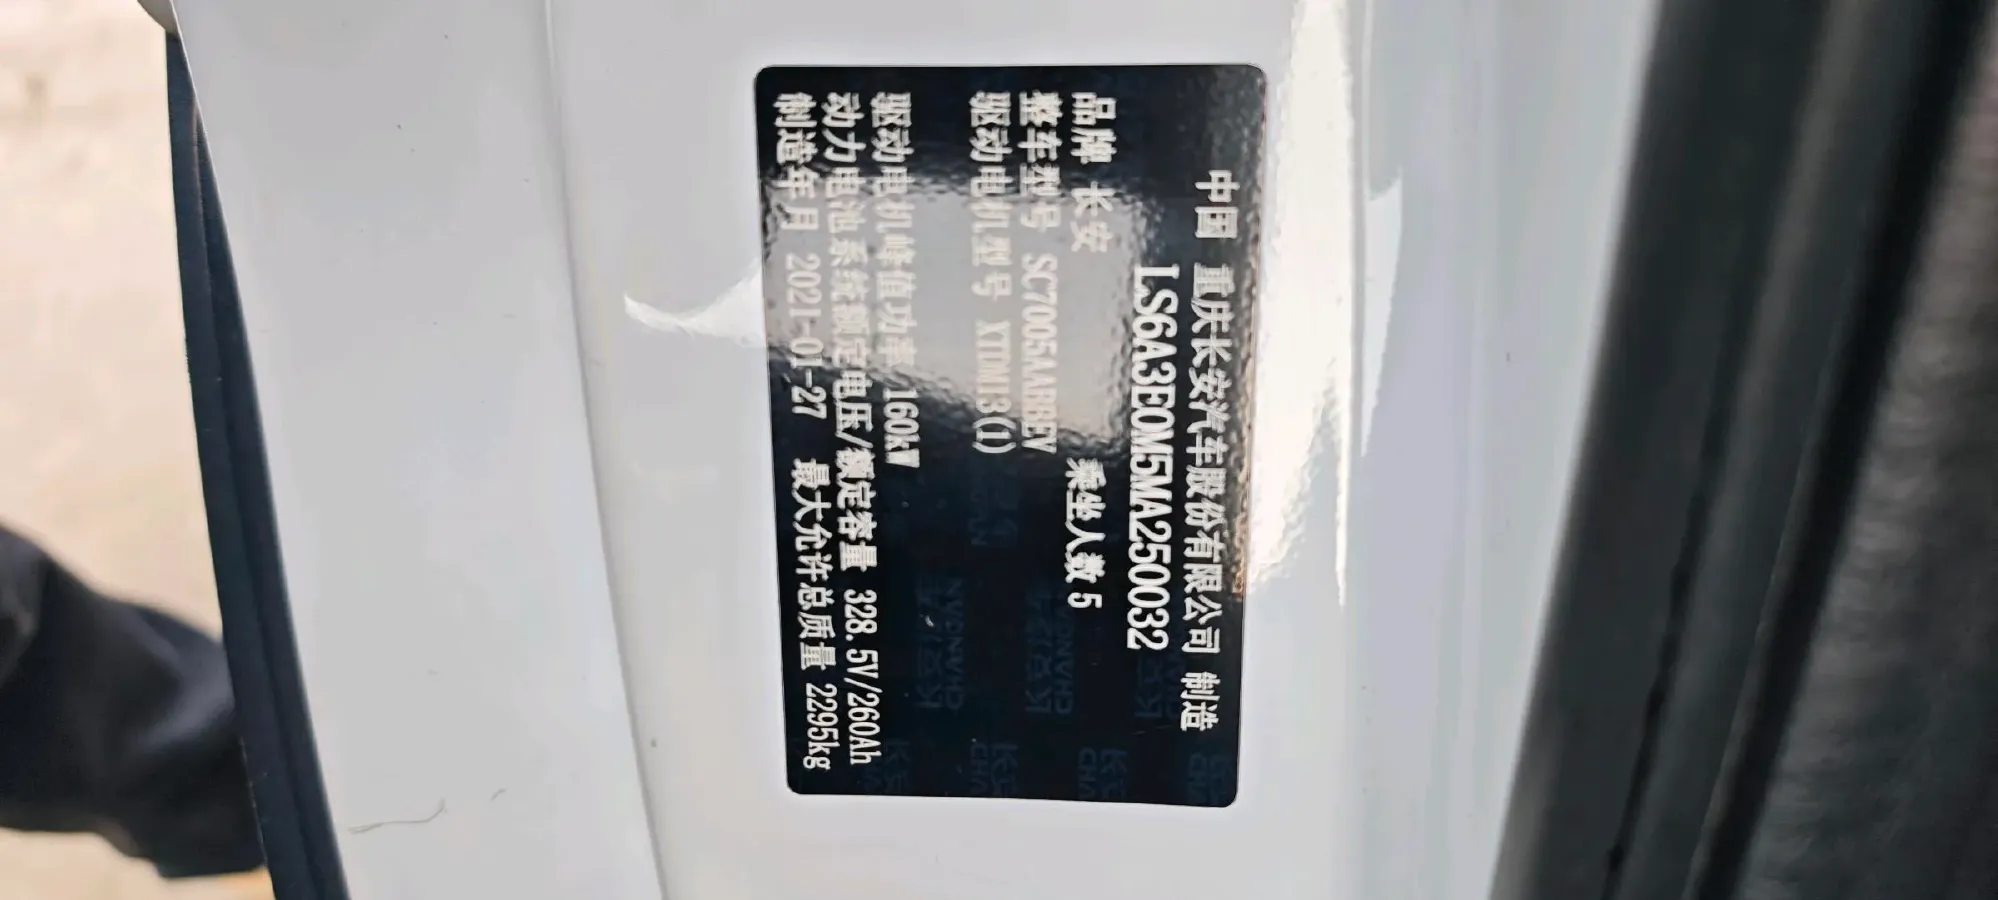 中国 重庆长安汽车股份有限公司 制造
LS6A3E0M5MA250032
品牌 长安 乘坐人数 5
整车型号 SC7005AABBEV
驱动电机型号 XTDM13(1)
驱动电机峰值功率 160kW
动力电池系统额定电压/额定容量 328.5V/260Ah
制造年月 2021-01-27 最大允许总质量 2295kg